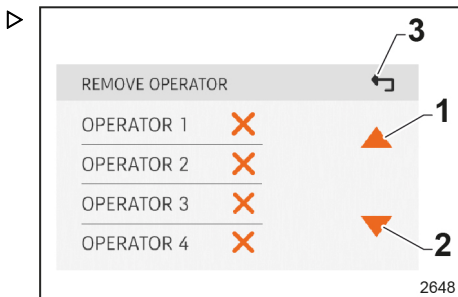 3
REMOVE OPERATOR
1
OPERATOR 1
OPERATOR 2
OPERATOR 3
OPERATOR 4
2
2648